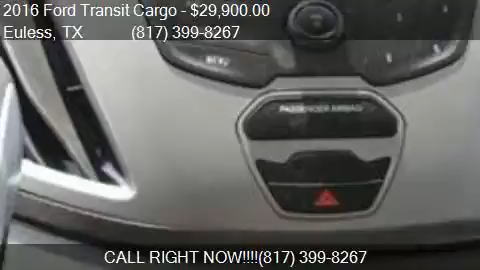 2016 Ford Transit Cargo - $29,900.00
Euless, TX (817) 399-8267
MENU
PASSENGER AIRBAG
CALL RIGHT NOW!!!!(817) 399-8267